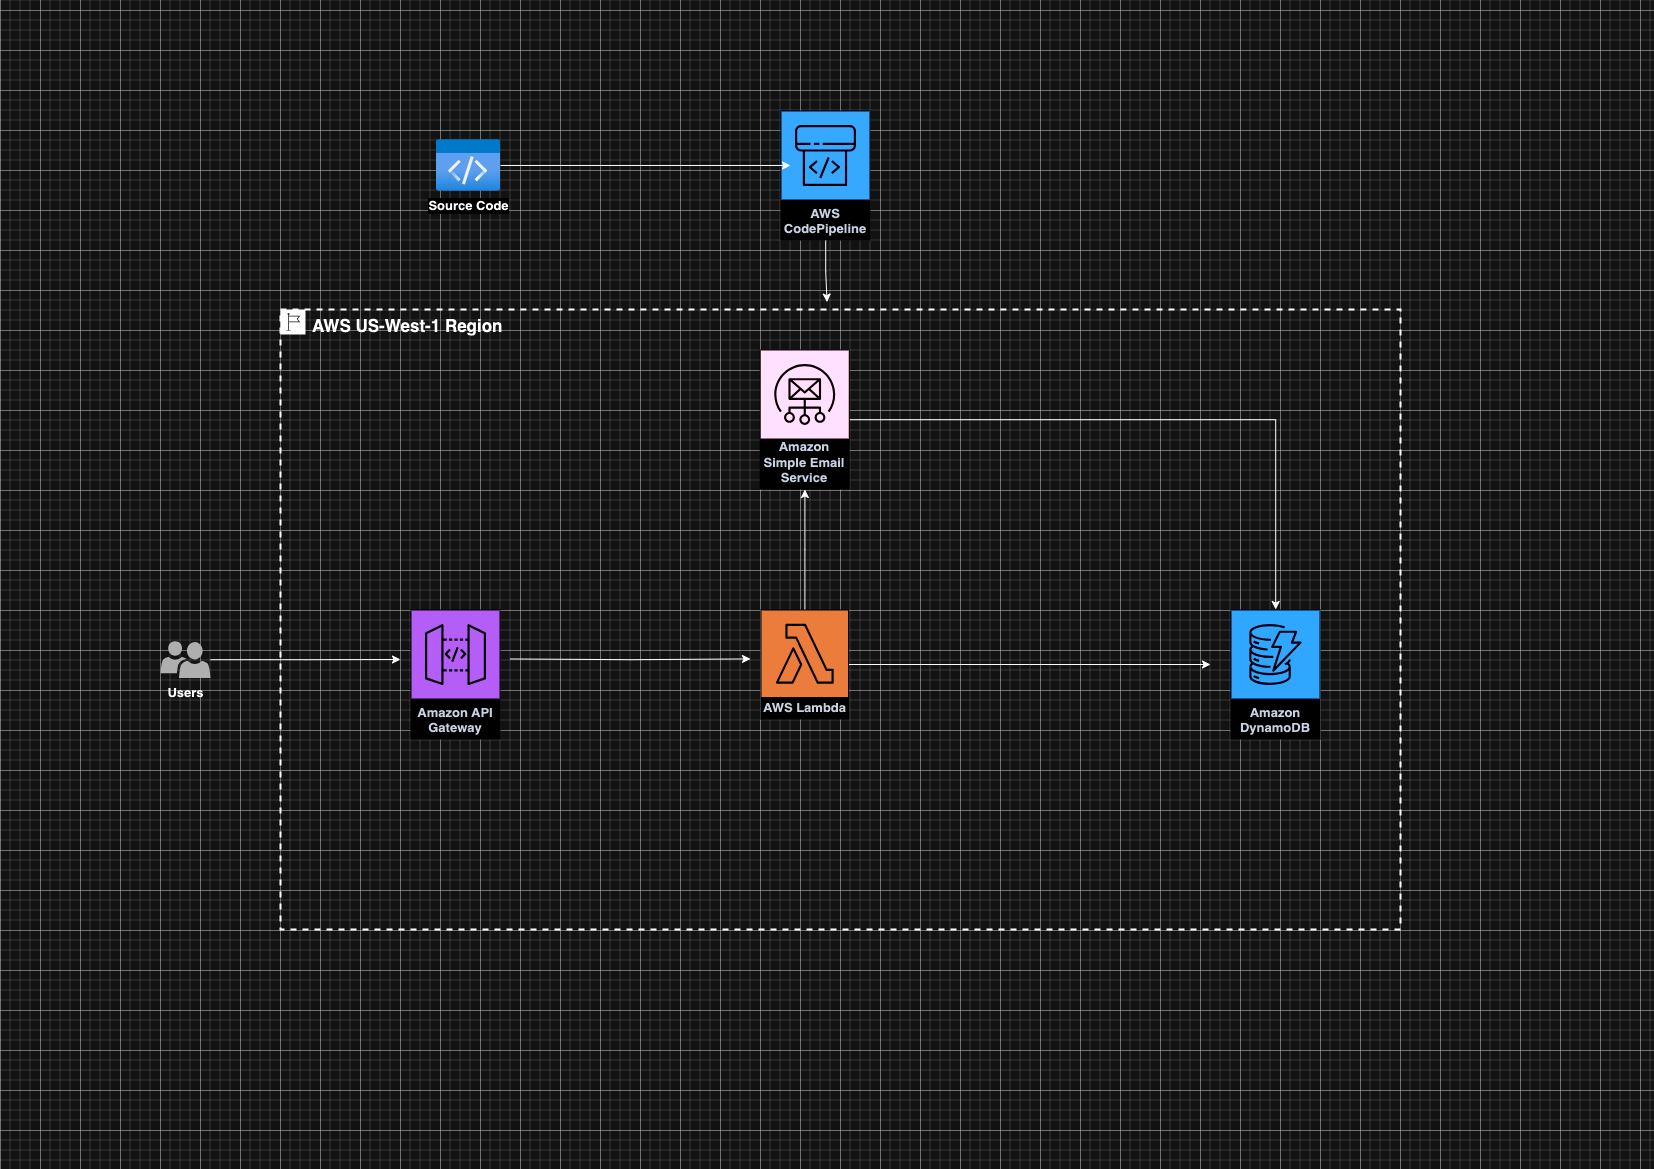 Source Code
AWS
CodePipeline
AWS US-West-1 Region
Amazon
Simple Email
Service
Users
Amazon API
Gateway
AWS Lambda
Amazon
DynamoDB